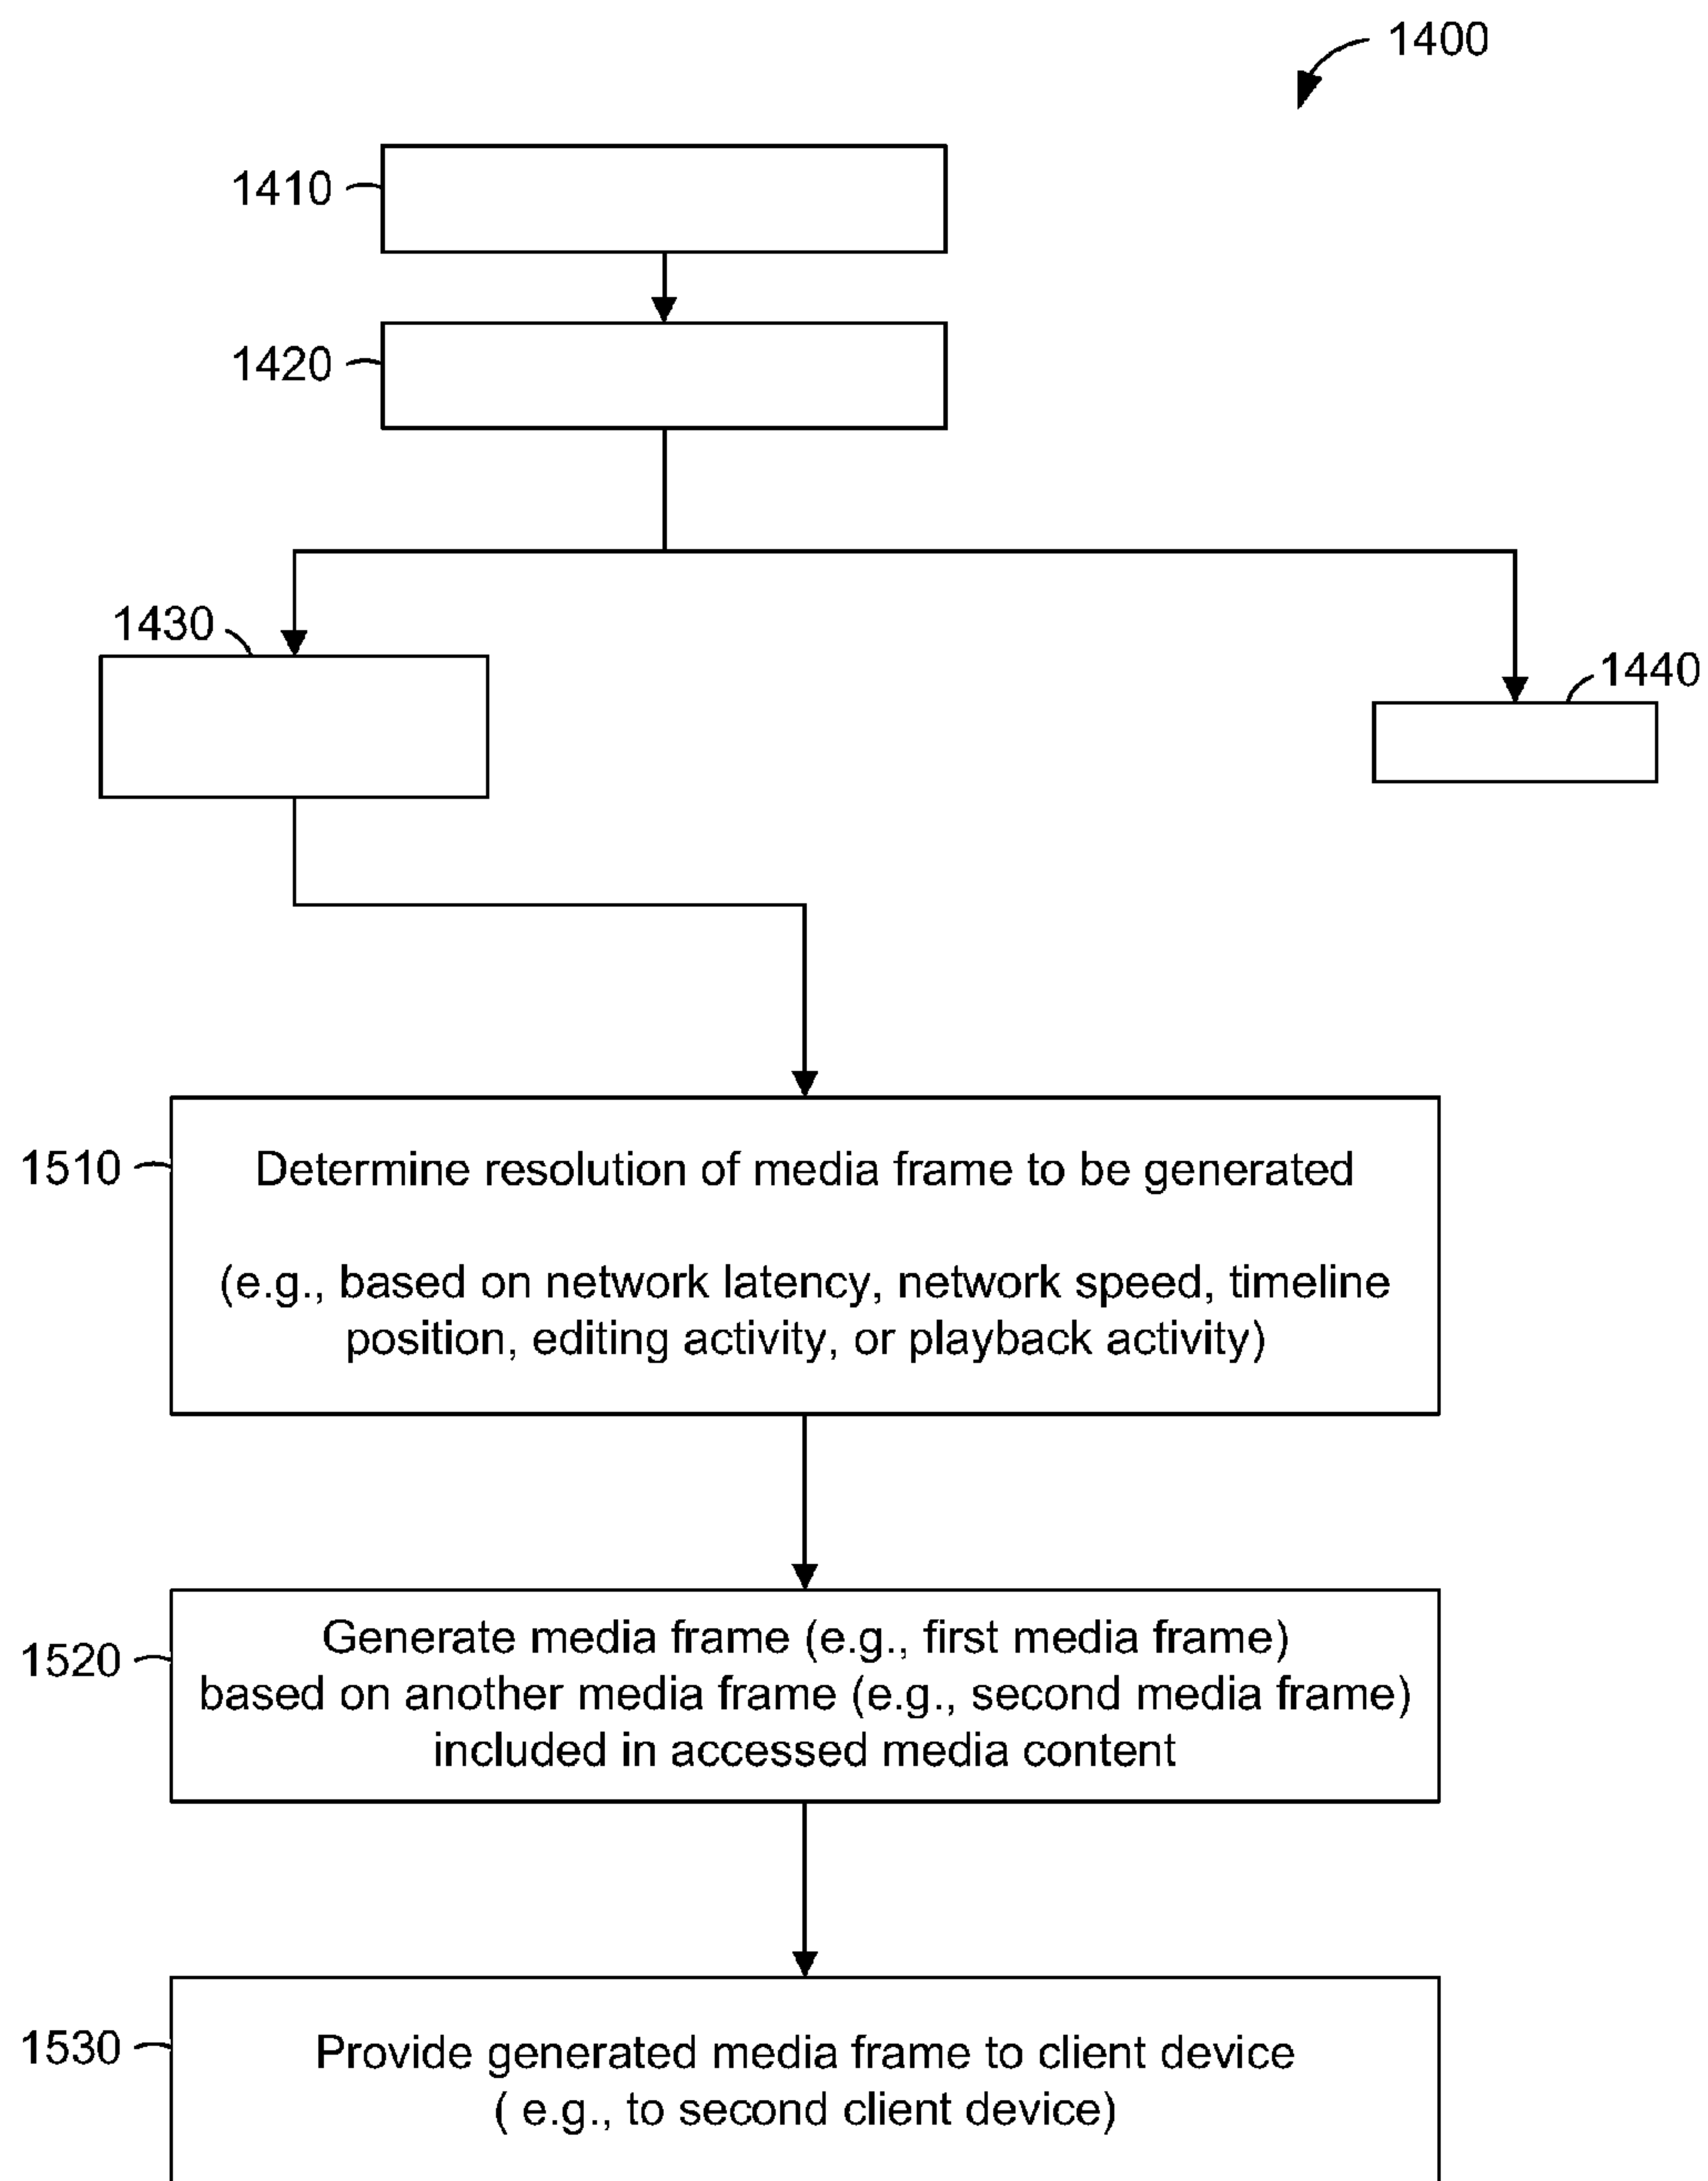 1400
1410
1420
1430
1440
1510
Determine resolution of media frame to be generated
(e.g., based on network latency, network speed, timeline
position, editing activity, or playback activity)
1520
Generate media frame (e.g., first media frame)
based on another media frame (e.g., second media frame)
included in accessed media content
1530
Provide generated media frame to client device
( e.g., to second client device)